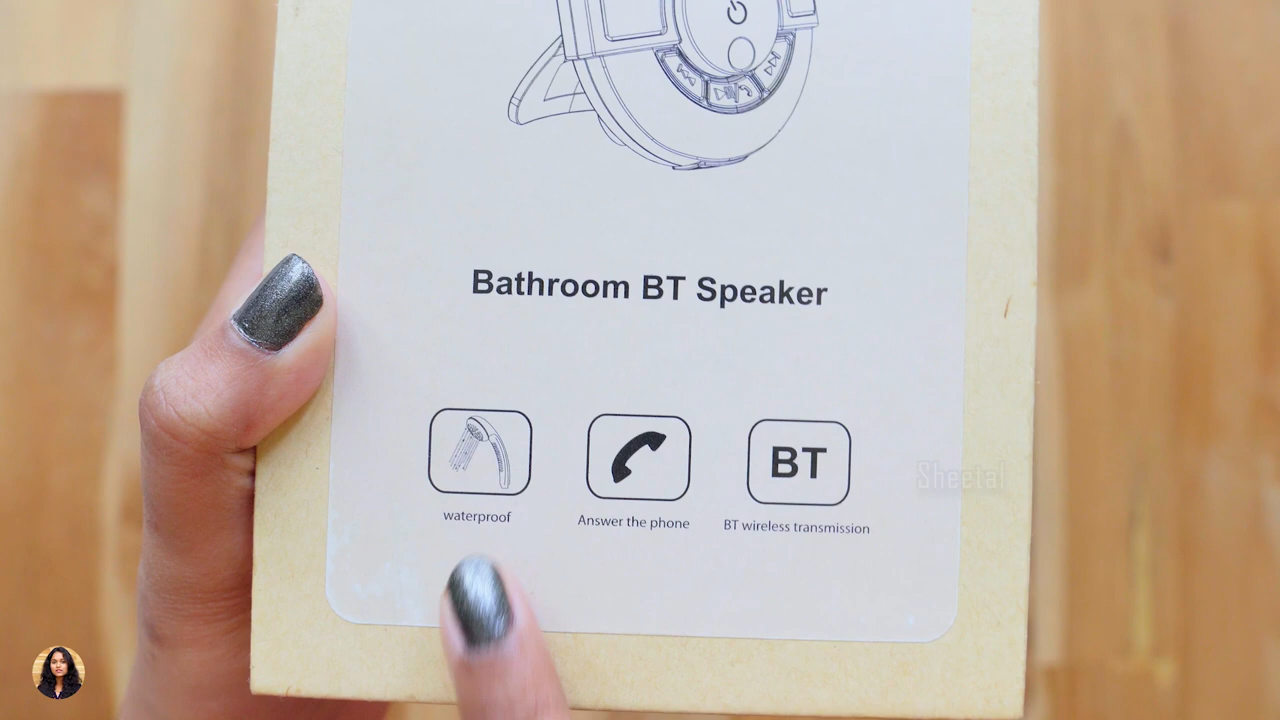 Bathroom BT Speaker
BT
waterproof
Answer the phone
BT wireless transmission
Sheetal